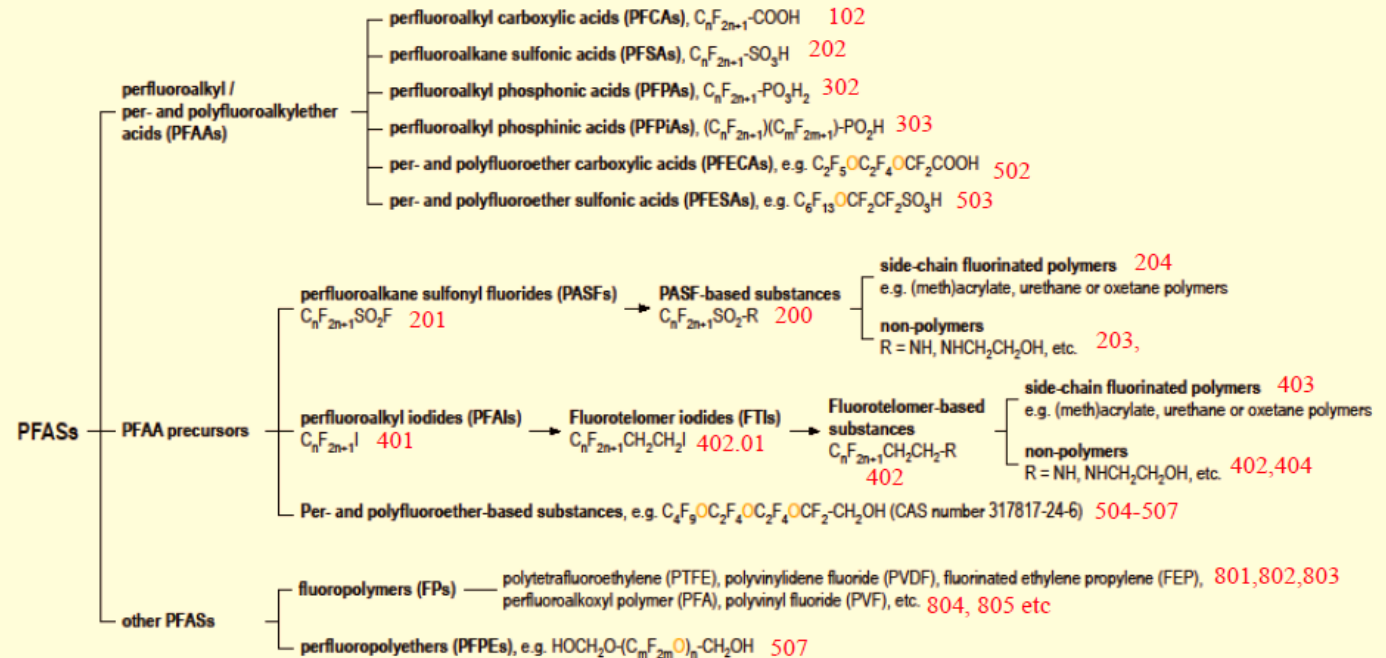 perfluoroalkyl carboxylic acids (PFCAs), CₙF₂ₙ₊₁-COOH 102
perfluoroalkane sulfonic acids (PFSAs), CₙF₂ₙ₊₁-SO₃H 202
perfluoroalkyl phosphonic acids (PFPAs), CₙF₂ₙ₊₁-PO₃H₂ 302
perfluoroalkyl phosphinic acids (PFPiAs), (CₙF₂ₙ₊₁)(CₘF₂ₘ₊₁)-PO₂H 303
per- and polyfluoroether carboxylic acids (PFECAs), e.g. C₂F₅OC₂F₄OCF₂COOH 502
per- and polyfluoroether sulfonic acids (PFESAs), e.g. C₆F₁₃OCF₂CF₂SO₃H 503
perfluoroalkyl /
per- and polyfluoroalkylether
acids (PFAAs)
side-chain fluorinated polymers 204
e.g. (meth)acrylate, urethane or oxetane polymers
perfluoroalkane sulfonyl fluorides (PASFs)
CₙF₂ₙ₊₁SO₂F 201
PASF-based substances
CₙF₂ₙ₊₁SO₂-R 200
non-polymers
R = NH, NHCH₂CH₂OH, etc. 203,
side-chain fluorinated polymers 403
e.g. (meth)acrylate, urethane or oxetane polymers
PFASs
PFAA precursors
perfluoroalkyl iodides (PFAIs)
CₙF₂ₙ₊₁I 401
Fluorotelomer iodides (FTIs)
CₙF₂ₙ₊₁CH₂CH₂I 402.01
Fluorotelomer-based
substances
CₙF₂ₙ₊₁CH₂CH₂-R
402
non-polymers
R = NH, NHCH₂CH₂OH, etc. 402,404
Per- and polyfluoroether-based substances, e.g. C₄F₉OC₂F₄OC₂F₄OCF₂-CH₂OH (CAS number 317817-24-6) 504-507
other PFASs
fluoropolymers (FPs)
polytetrafluoroethylene (PTFE), polyvinylidene fluoride (PVDF), fluorinated ethylene propylene (FEP), 801,802,803
perfluoroalkoxyl polymer (PFA), polyvinyl fluoride (PVF), etc. 804, 805 etc
perfluoropolyethers (PFPEs), e.g. HOCH₂O-(CₘF₂ₘO)ₙ-CH₂OH 507